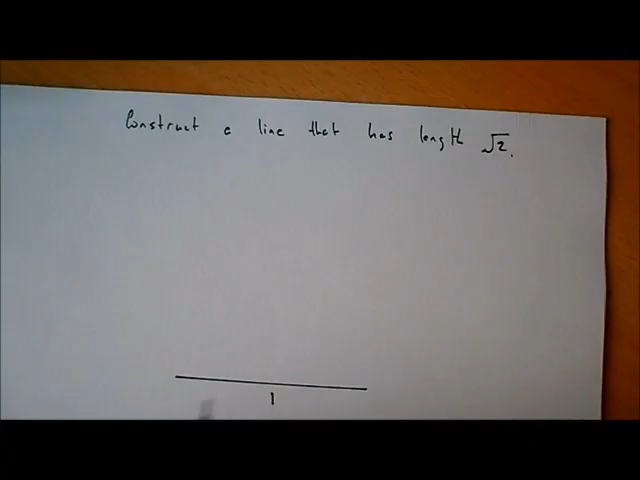 Construct a line that has length √2.
1